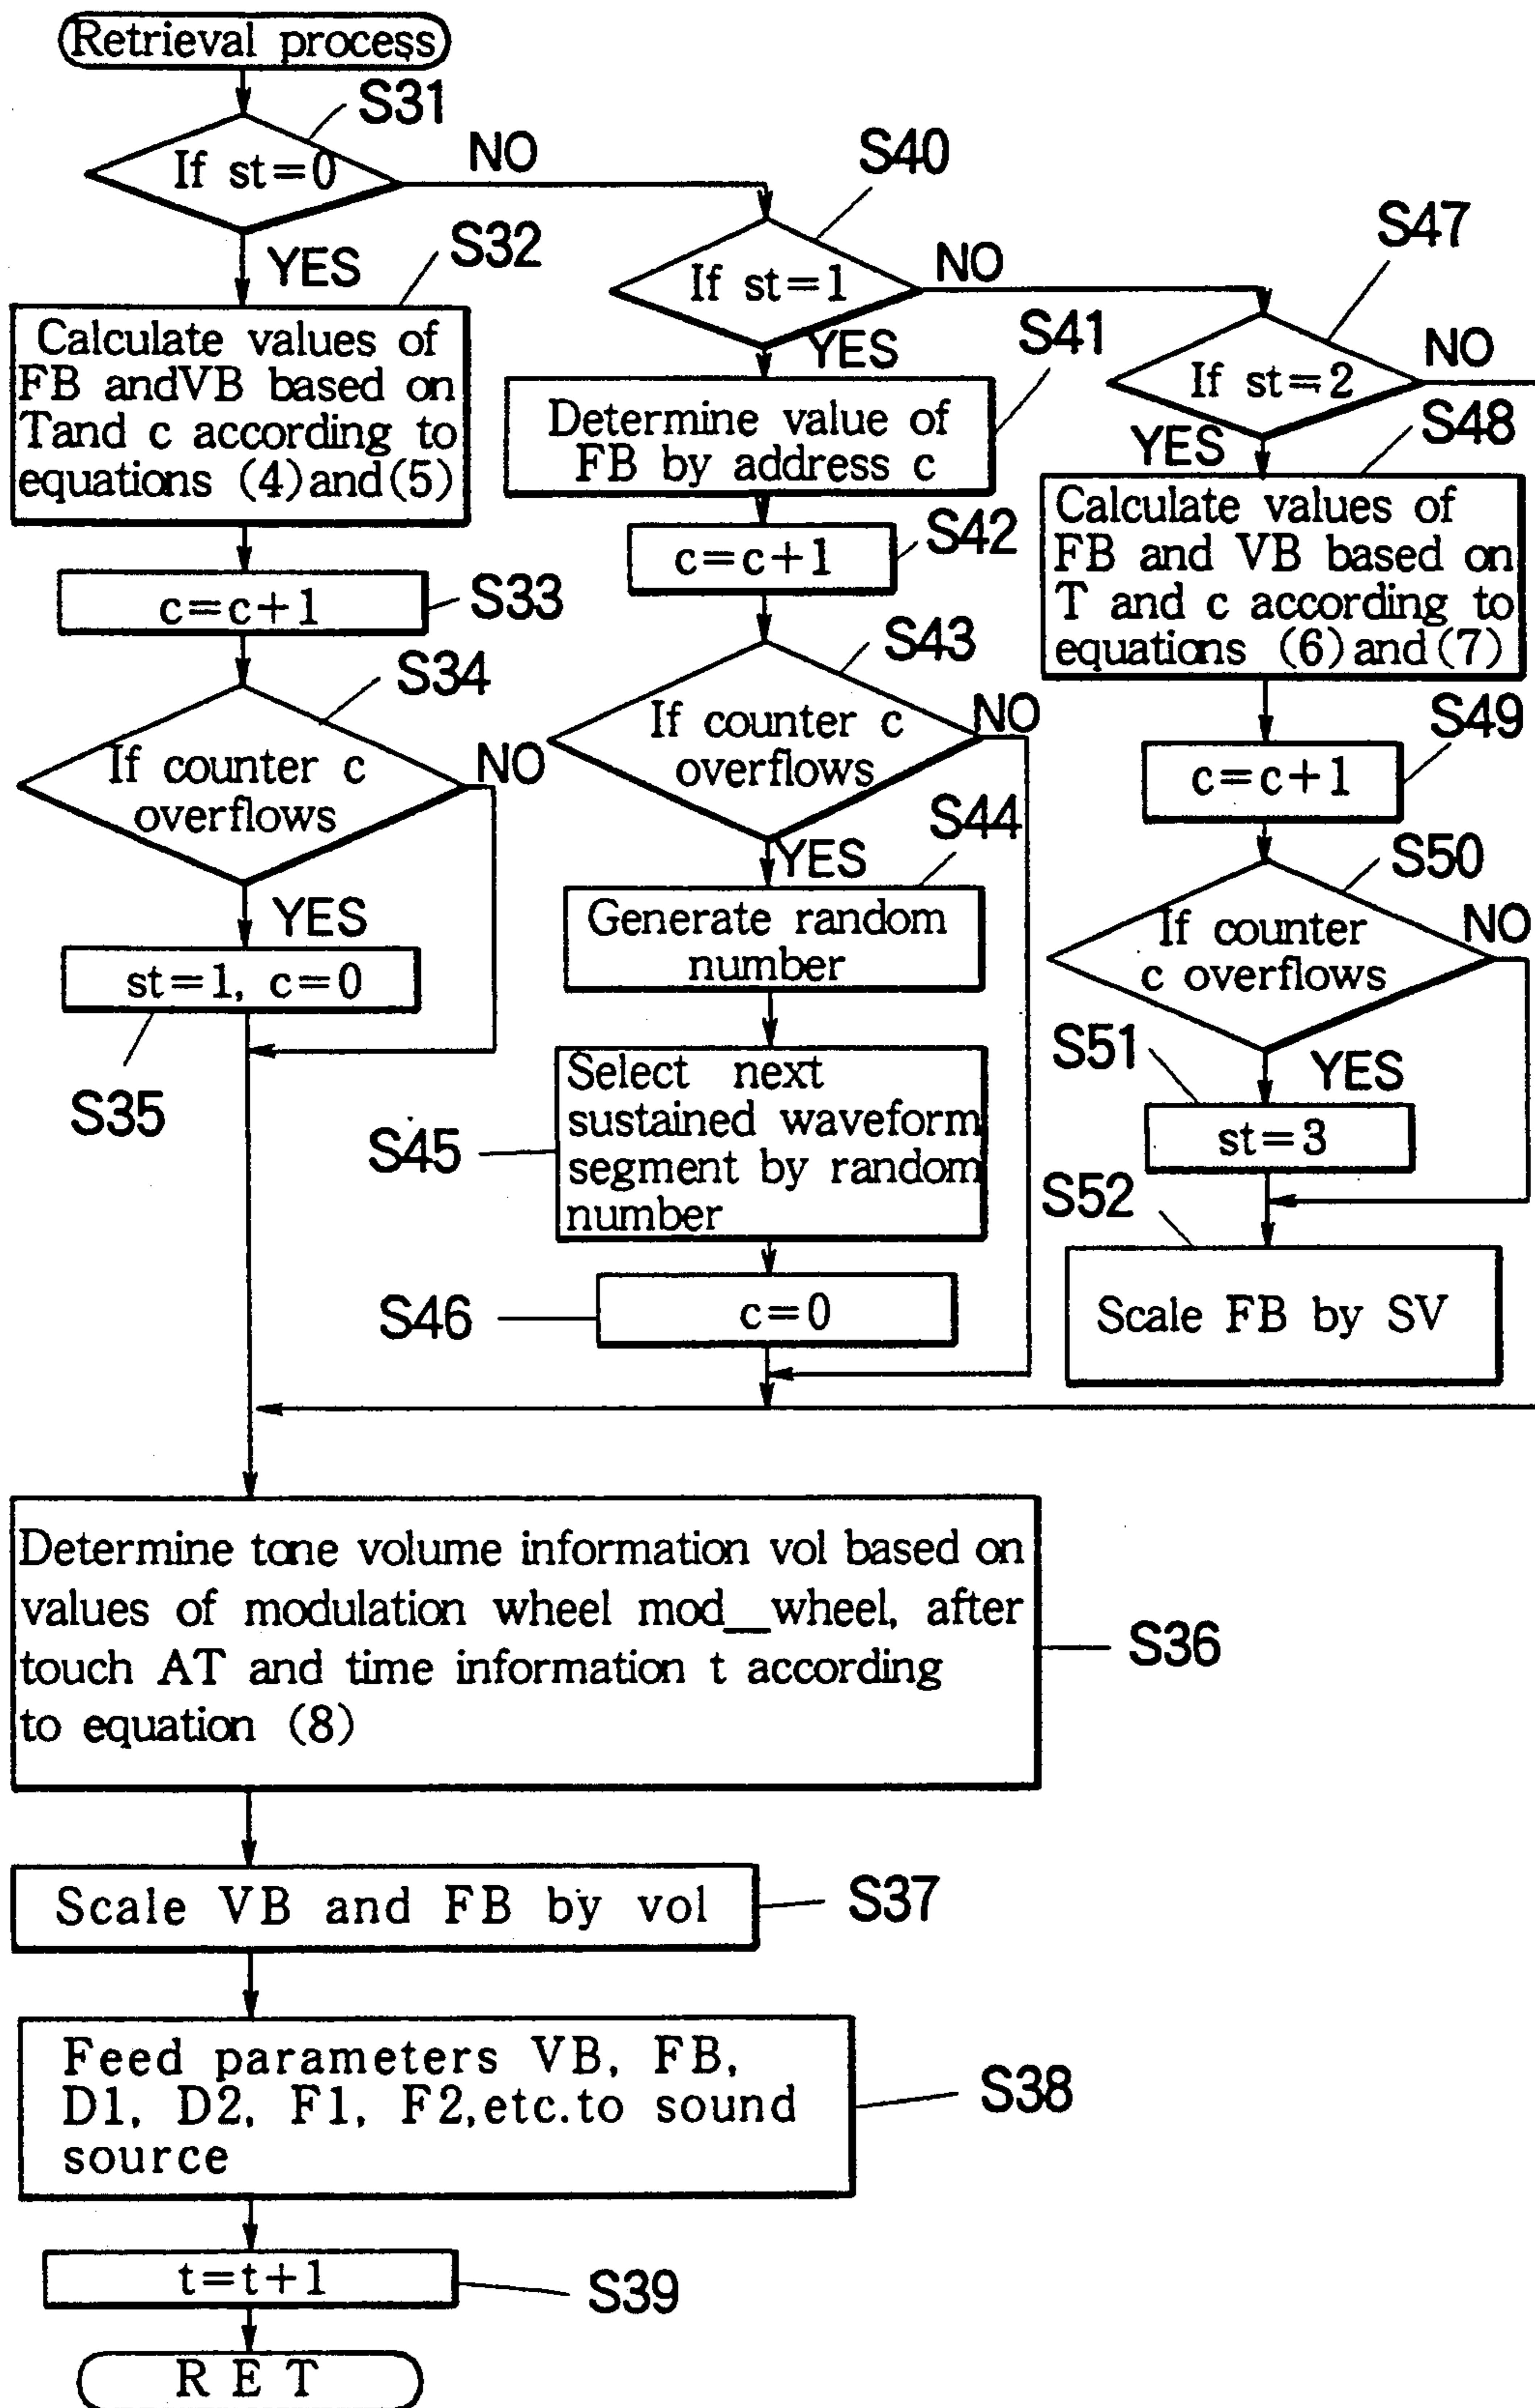 Retrieval process
S31
If st=0
NO
YES
S32
Calculate values of
FB andVB based on
Tand c according to
equations (4)and(5)
c=c+1
S33
S34
If counter c
overflows
NO
YES
st=1, c=0
S35
S40
If st=1
NO
YES
S41
Determine value of
FB by address c
S42
c=c+1
S43
If counter c
overflows
NO
YES
S44
Generate random
number
S45
Select next
sustained waveform
segment by random
number
S46
c=0
S47
If st=2
NO
YES
S48
Calculate values of
FB and VB based on
T and c according to
equations (6)and(7)
S49
c=c+1
S50
If counter
c overflows
NO
YES
S51
st=3
S52
Scale FB by SV
Determine tone volume information vol based on
values of modulation wheel mod__wheel, after
touch AT and time information t according
to equation (8)
S36
Scale VB and FB by vol
S37
Feed parameters VB, FB,
D1, D2, F1, F2,etc.to sound
source
S38
t=t+1
S39
R E T